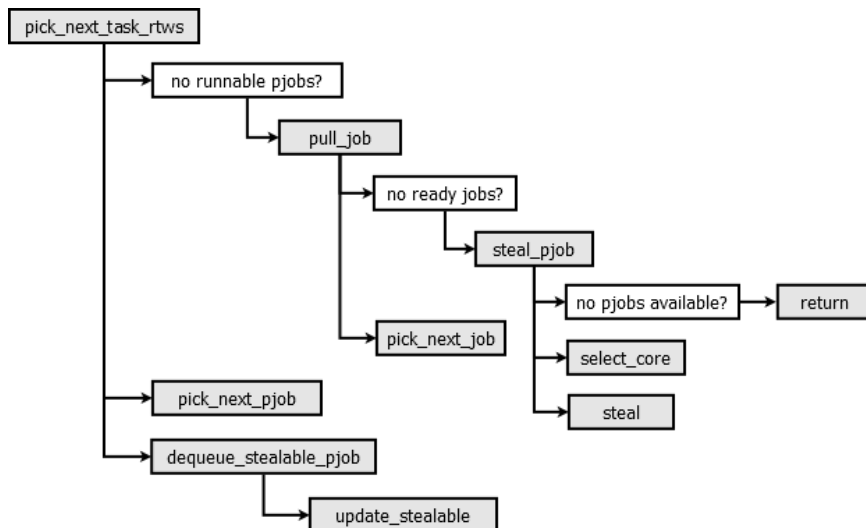 pick_next_task_rtws
no runnable pjobs?
pull_job
no ready jobs?
steal_pjob
no pjobs available?
return
pick_next_job
select_core
pick_next_pjob
steal
dequeue_stealable_pjob
update_stealable